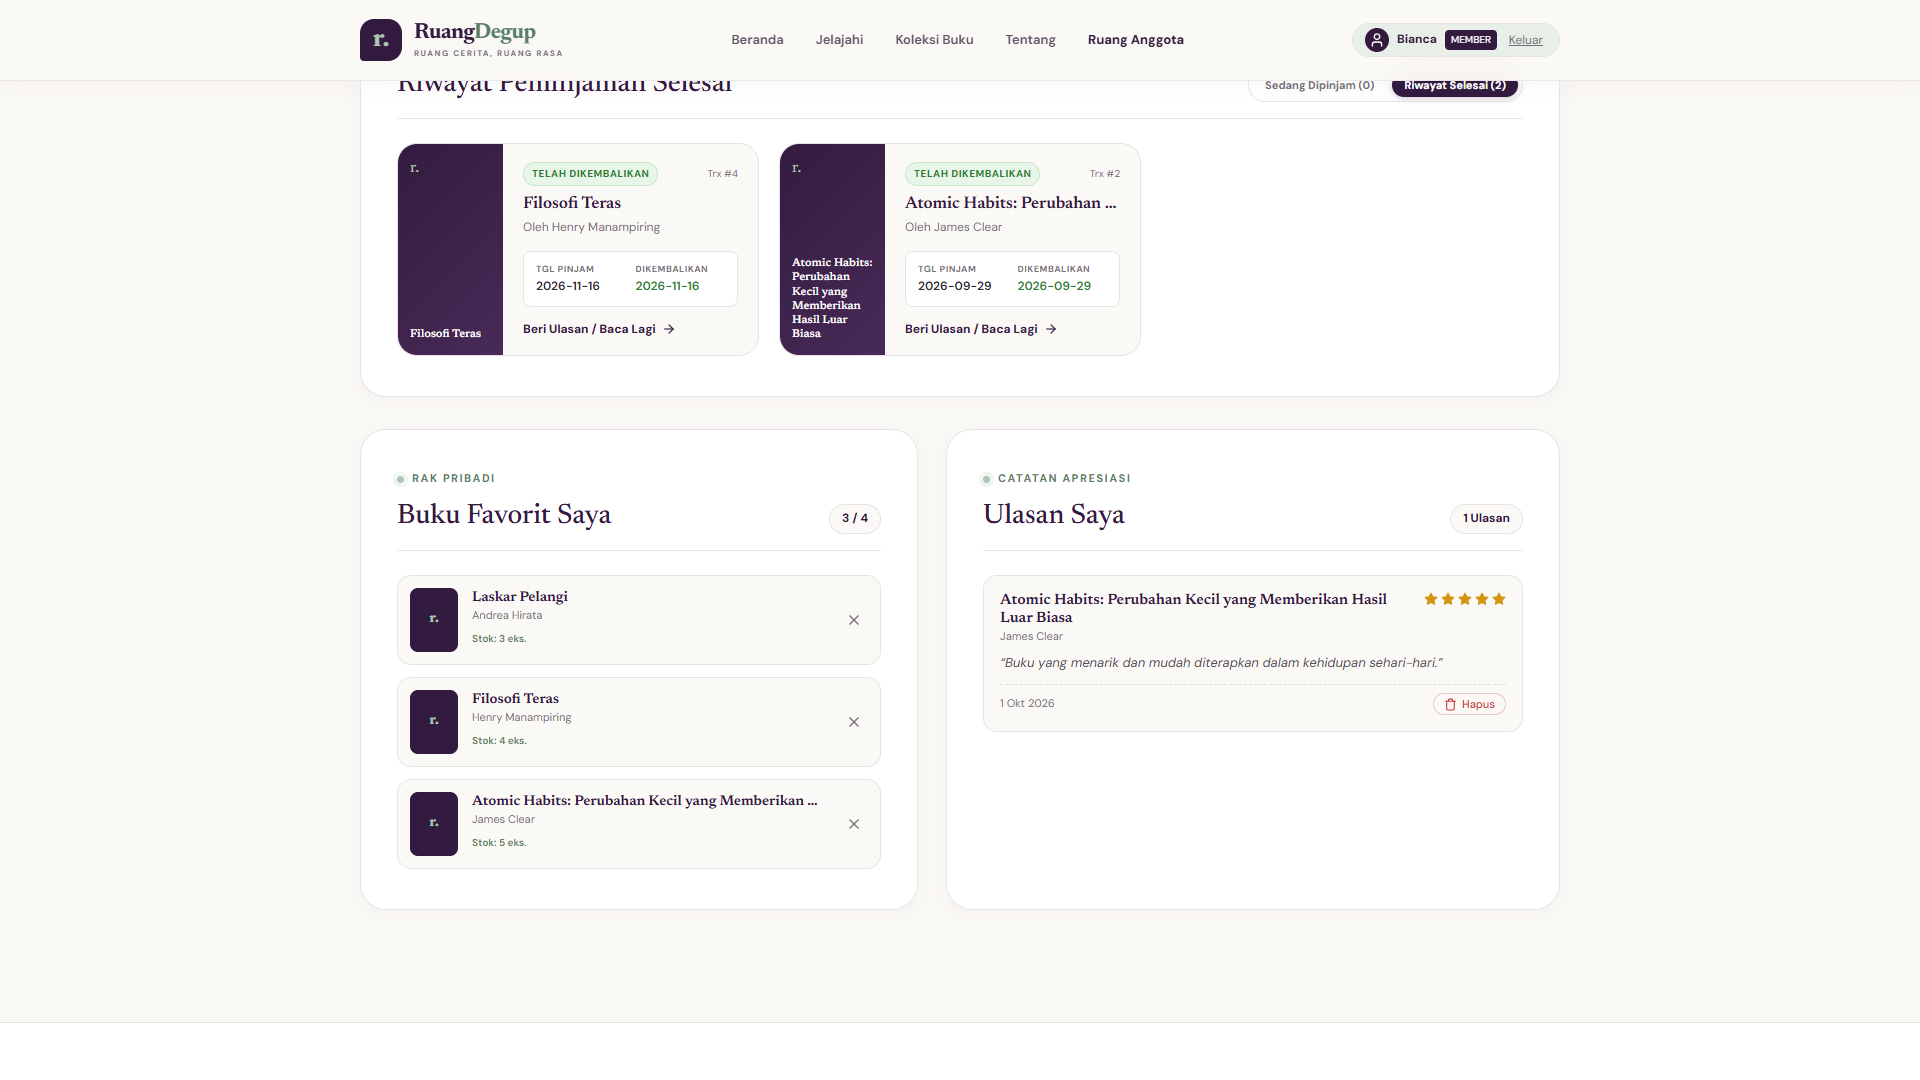 r.
RuangDegup
RUANG CERITA, RUANG RASA
Beranda
Jelajahi
Koleksi Buku
Tentang
Ruang Anggota
Bianca
MEMBER
Keluar
Riwayat Peminjaman Selesai
Sedang Dipinjam (0)
Riwayat Selesai (2)
r.
Filosofi Teras
TELAH DIKEMBALIKAN
Trx #4
Filosofi Teras
Oleh Henry Manampiring
TGL PINJAM
DIKEMBALIKAN
2026-11-16
2026-11-16
Beri Ulasan / Baca Lagi →
r.
Atomic Habits:
Perubahan
Kecil yang
Memberikan
Hasil Luar
Biasa
TELAH DIKEMBALIKAN
Trx #2
Atomic Habits: Perubahan ...
Oleh James Clear
TGL PINJAM
DIKEMBALIKAN
2026-09-29
2026-09-29
Beri Ulasan / Baca Lagi →
RAK PRIBADI
Buku Favorit Saya
3 / 4
r.
Laskar Pelangi
Andrea Hirata
Stok: 3 eks.
r.
Filosofi Teras
Henry Manampiring
Stok: 4 eks.
r.
Atomic Habits: Perubahan Kecil yang Memberikan ...
James Clear
Stok: 5 eks.
CATATAN APRESIASI
Ulasan Saya
1 Ulasan
Atomic Habits: Perubahan Kecil yang Memberikan Hasil
Luar Biasa
James Clear
“Buku yang menarik dan mudah diterapkan dalam kehidupan sehari-hari.”
1 Okt 2026
Hapus